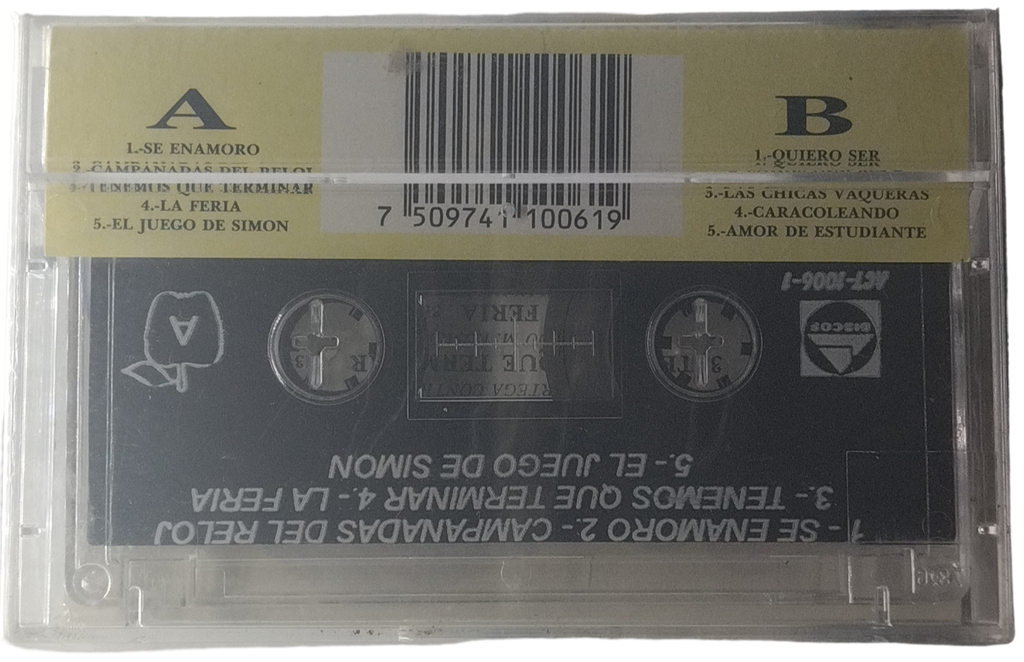 A
1.-SE ENAMORO
2.-CAMPANADAS DEL RELOJ
3.-TENEMOS QUE TERMINAR
4.-LA FERIA
5.-EL JUEGO DE SIMON
7 509741 100619
B
1.-QUIERO SER
3.-LAS CHICAS VAQUERAS
4.-CARACOLEANDO
5.-AMOR DE ESTUDIANTE
ACT-1006-1
A
DISCOS
FERIA
QUE TERM
1.- SE ENAMORO 2.- CAMPANADAS DEL RELOJ
3.- TENEMOS QUE TERMINAR 4.- LA FERIA
5.- EL JUEGO DE SIMON